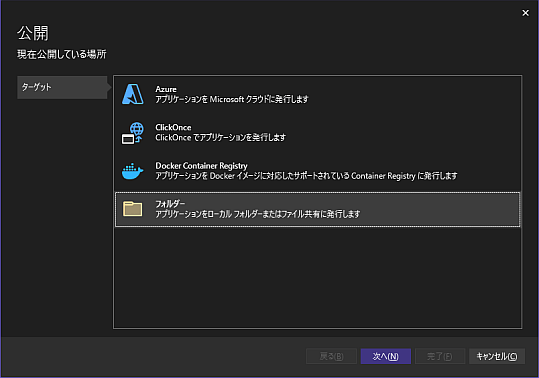 公開
現在公開している場所
ターゲット
Azure
アプリケーションを Microsoft クラウドに発行します
ClickOnce
ClickOnce でアプリケーションを発行します
Docker Container Registry
アプリケーションを Docker イメージに対応したサポートされている Container Registry に発行します
フォルダー
アプリケーションをローカル フォルダーまたはファイル共有に発行します
戻る(B)
次へ(N)
完了(F)
キャンセル(C)